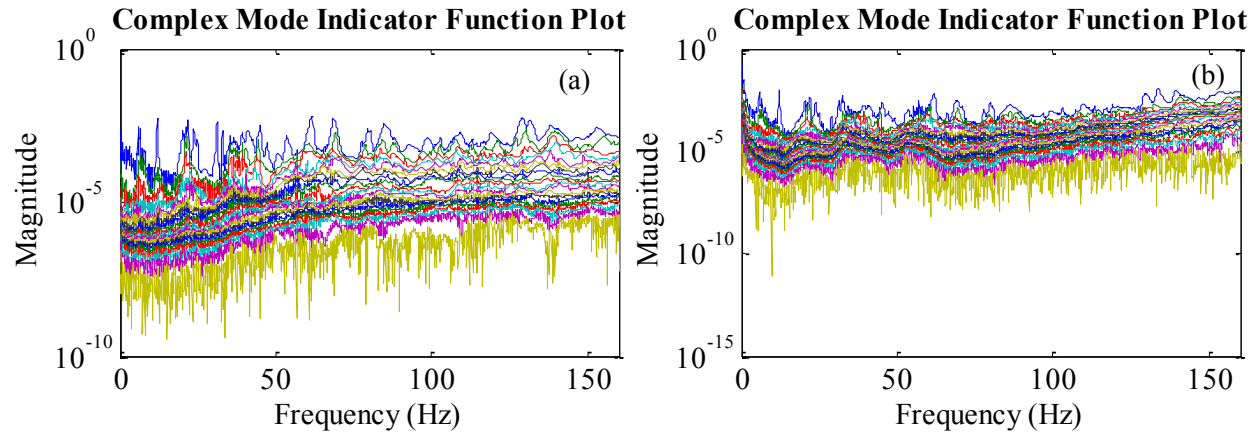 Complex Mode Indicator Function Plot
(a)
Magnitude
10^0
10^-5
10^-10
0 50 100 150
Frequency (Hz)
Complex Mode Indicator Function Plot
(b)
Magnitude
10^0
10^-5
10^-10
10^-15
0 50 100 150
Frequency (Hz)